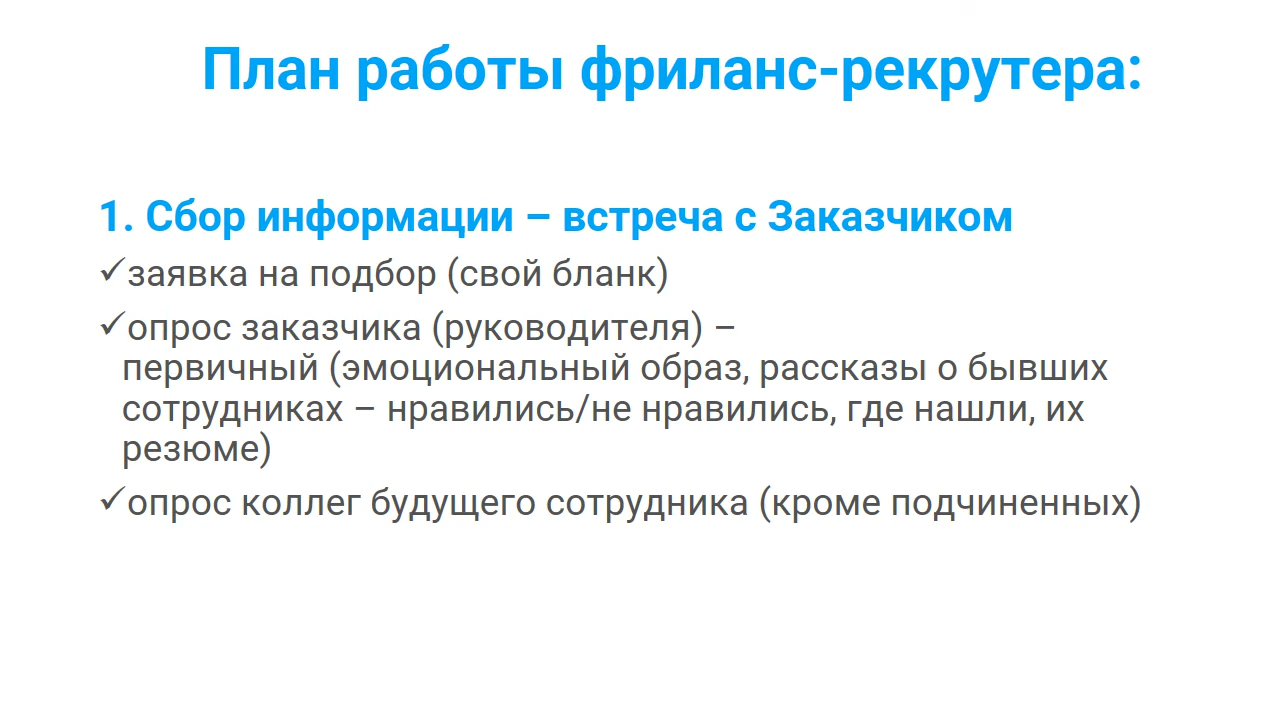 План работы фриланс-рекрутера:
1. Сбор информации – встреча с Заказчиком
✓заявка на подбор (свой бланк)
✓опрос заказчика (руководителя) –
первичный (эмоциональный образ, рассказы о бывших
сотрудниках – нравились/не нравились, где нашли, их
резюме)
✓опрос коллег будущего сотрудника (кроме подчиненных)